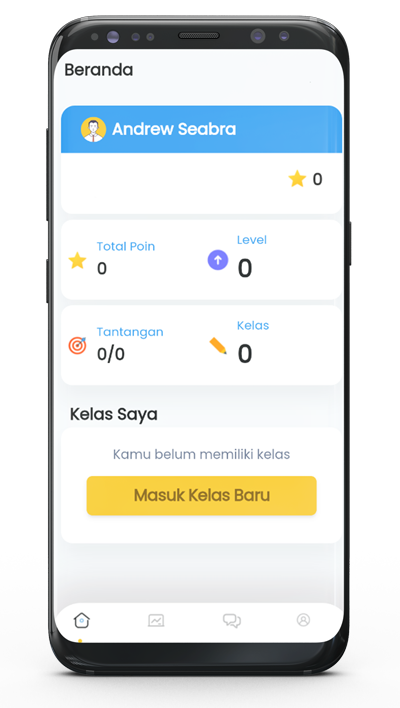 Beranda
Andrew Seabra
0
Total Poin
0
Level
0
Tantangan
0/0
Kelas
0
Kelas Saya
Kamu belum memiliki kelas
Masuk Kelas Baru